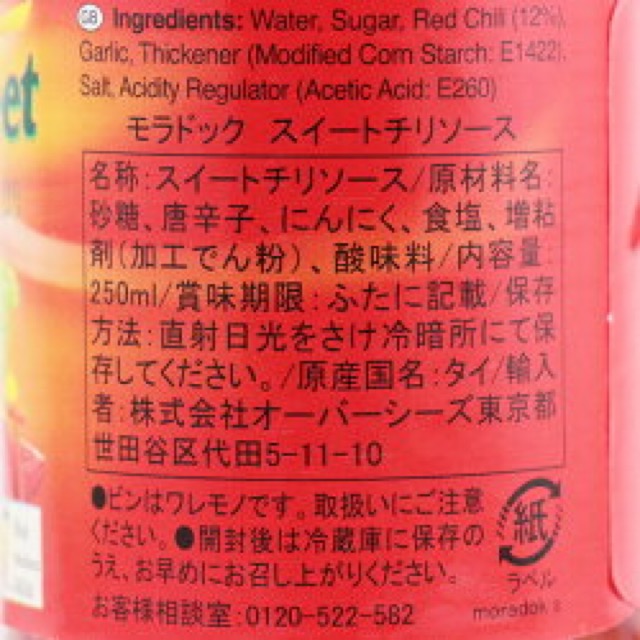 GB Ingredients: Water, Sugar, Red Chili (12%),
Garlic, Thickener (Modified Corn Starch: E1422),
Salt, Acidity Regulator (Acetic Acid: E260)
et
モラドック スイートチリソース
名称:スイートチリソース/原材料名:
砂糖、唐辛子、にんにく、食塩、増粘
剤(加工でん粉)、酸味料/内容量:
250ml/賞味期限:ふたに記載/保存
方法:直射日光をさけ冷暗所にて保
存してください。/原産国名:タイ/輸入
者:株式会社オーバーシーズ東京都
世田谷区代田5-11-10
●ビンはワレモノです。取扱いにご注意
ください。●開封後は冷蔵庫に保存の
うえ、お早めにお召し上がりください。
お客様相談室:0120-522-582
紙
ラベル
moradok s